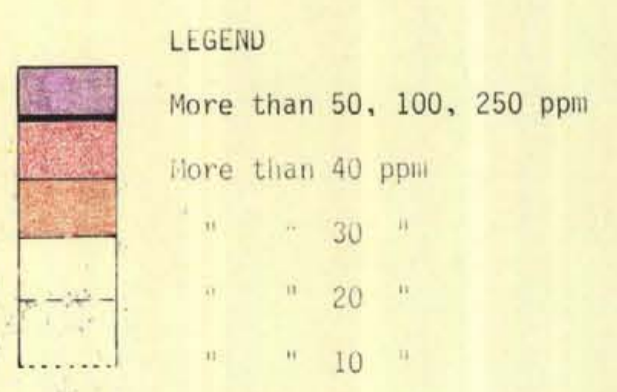 LEGEND
More than 50, 100, 250 ppm
More than 40 ppm
" " 30 "
" " 20 "
" " 10 "